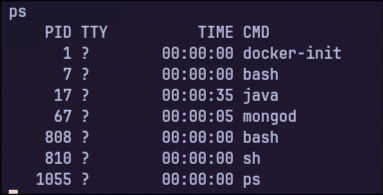 ps
PID TTY TIME CMD
1 ? 00:00:00 docker-init
7 ? 00:00:00 bash
17 ? 00:00:35 java
67 ? 00:00:05 mongod
808 ? 00:00:00 bash
810 ? 00:00:00 sh
1055 ? 00:00:00 ps